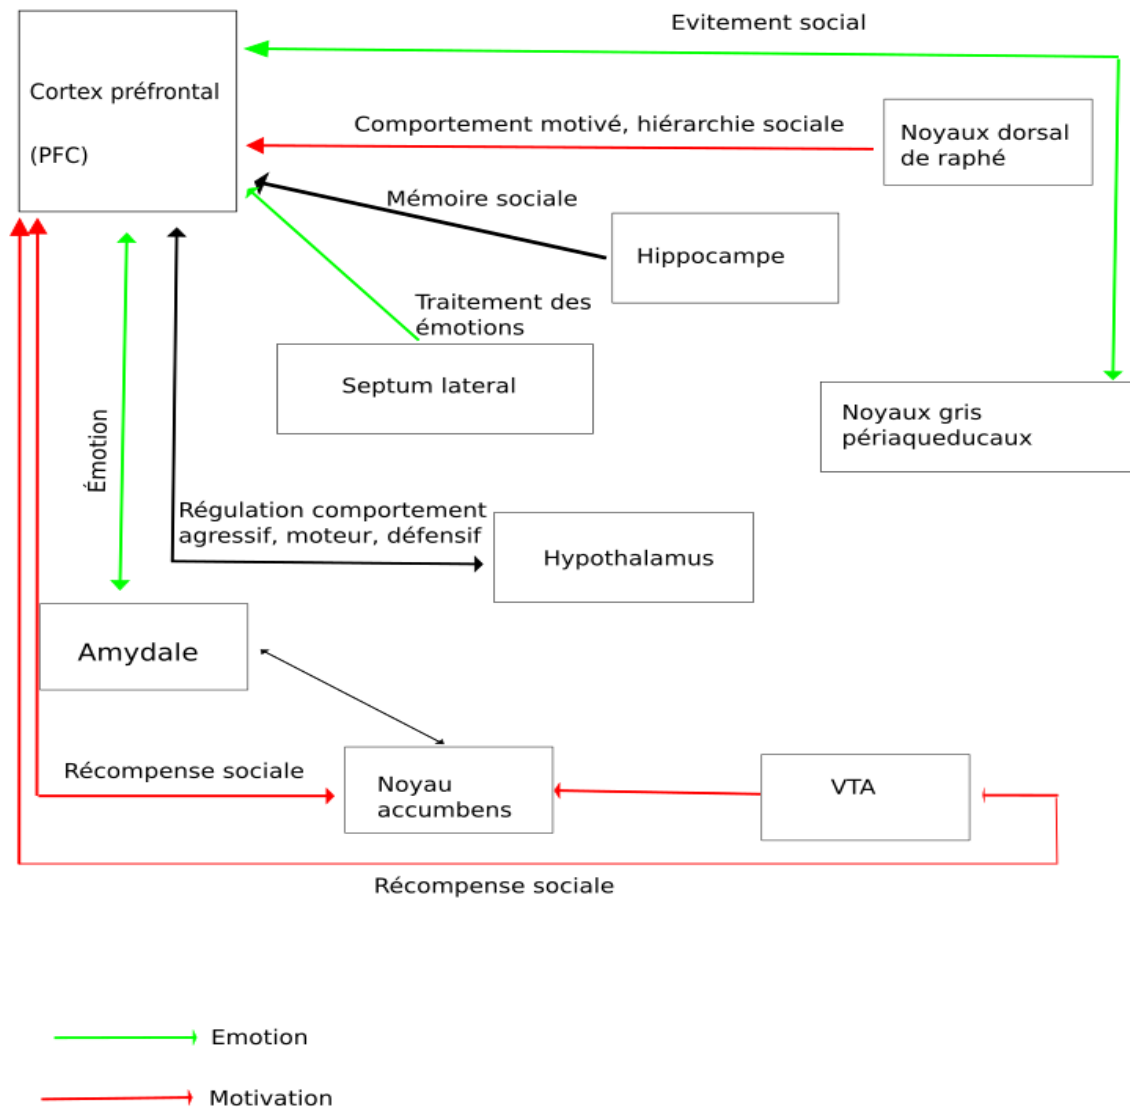 Evitement social
Cortex préfrontal
(PFC)
Comportement motivé, hiérarchie sociale
Noyaux dorsal
de raphé
Mémoire sociale
Hippocampe
Traitement des
émotions
Septum lateral
Noyaux gris
périaqueducaux
Émotion
Régulation comportement
agressif, moteur, défensif
Hypothalamus
Amydale
Récompense sociale
Noyau
accumbens
VTA
Récompense sociale
Emotion
Motivation